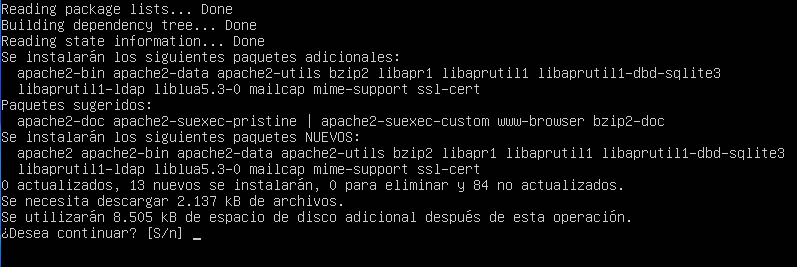 Reading package lists... Done
Building dependency tree... Done
Reading state information... Done
Se instalarán los siguientes paquetes adicionales:
  apache2-bin apache2-data apache2-utils bzip2 libapr1 libaprutil1 libaprutil1-dbd-sqlite3
  libaprutil1-ldap liblua5.3-0 mailcap mime-support ssl-cert
Paquetes sugeridos:
  apache2-doc apache2-suexec-pristine | apache2-suexec-custom www-browser bzip2-doc
Se instalarán los siguientes paquetes NUEVOS:
  apache2 apache2-bin apache2-data apache2-utils bzip2 libapr1 libaprutil1 libaprutil1-dbd-sqlite3
  libaprutil1-ldap liblua5.3-0 mailcap mime-support ssl-cert
0 actualizados, 13 nuevos se instalarán, 0 para eliminar y 84 no actualizados.
Se necesita descargar 2.137 kB de archivos.
Se utilizarán 8.505 kB de espacio de disco adicional después de esta operación.
¿Desea continuar? [S/n] _